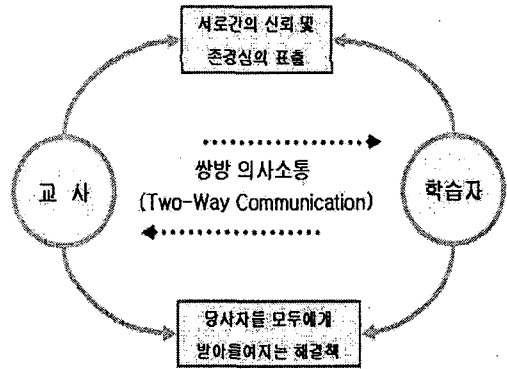 서로간의 신뢰 및
존경심의 표출
교 사
쌍방 의사소통
(Two-Way Communication)
학습자
당사자들 모두에게
받아들여지는 해결책